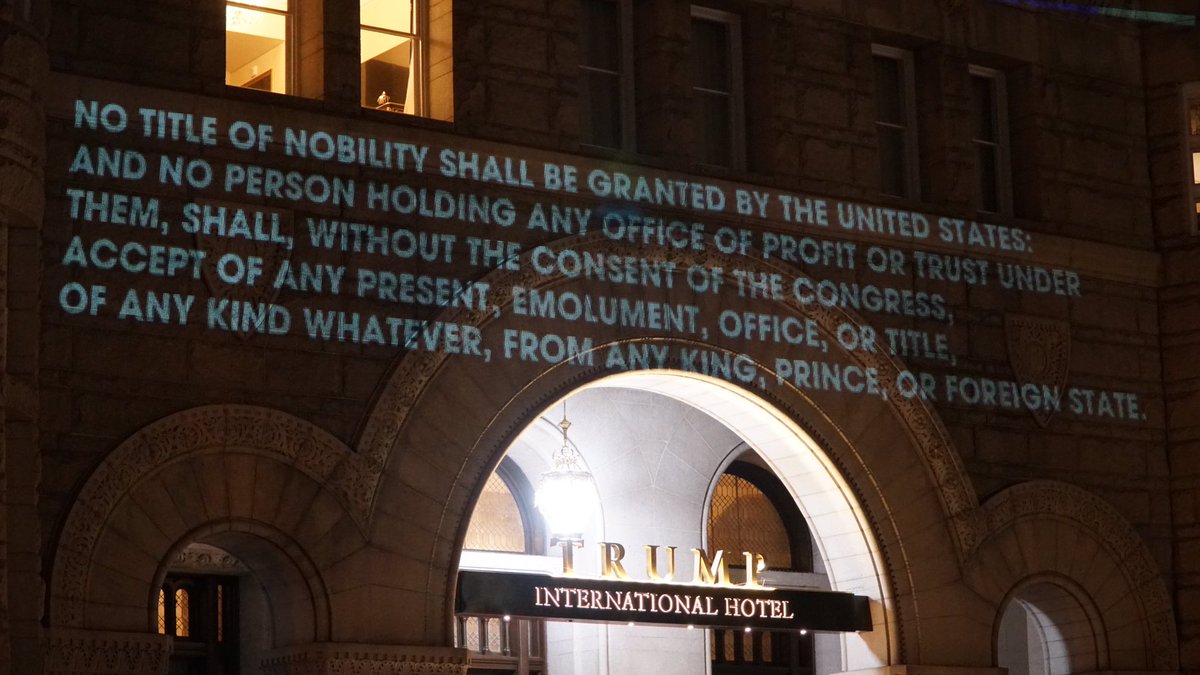 NO TITLE OF NOBILITY SHALL BE GRANTED BY THE UNITED STATES:
AND NO PERSON HOLDING ANY OFFICE OF PROFIT OR TRUST UNDER
THEM, SHALL, WITHOUT THE CONSENT OF THE CONGRESS,
ACCEPT OF ANY PRESENT, EMOLUMENT, OFFICE, OR TITLE,
OF ANY KIND WHATEVER, FROM ANY KING, PRINCE, OR FOREIGN STATE.
TRUMP
INTERNATIONAL HOTEL